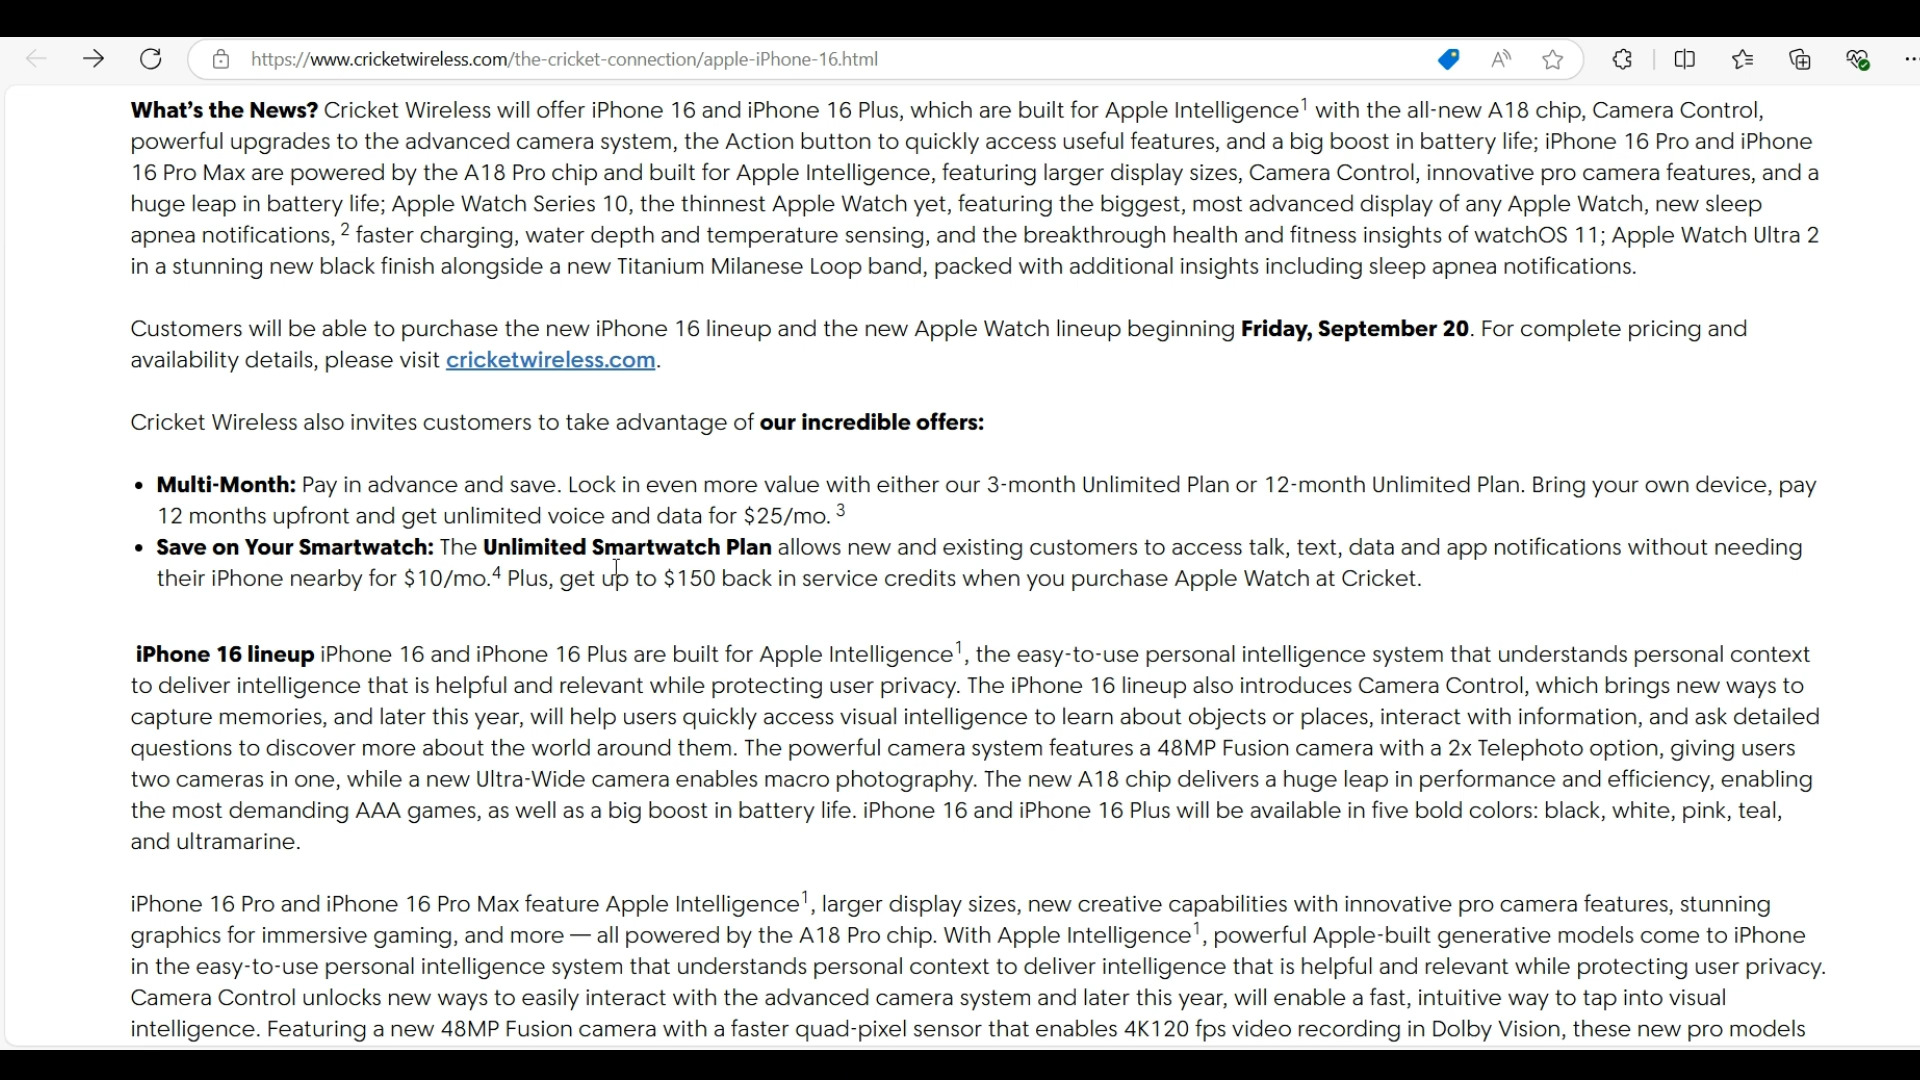 https://www.cricketwireless.com/the-cricket-connection/apple-iPhone-16.html
What's the News? Cricket Wireless will offer iPhone 16 and iPhone 16 Plus, which are built for Apple Intelligence1 with the all-new A18 chip, Camera Control,
powerful upgrades to the advanced camera system, the Action button to quickly access useful features, and a big boost in battery life; iPhone 16 Pro and iPhone
16 Pro Max are powered by the A18 Pro chip and built for Apple Intelligence, featuring larger display sizes, Camera Control, innovative pro camera features, and a
huge leap in battery life; Apple Watch Series 10, the thinnest Apple Watch yet, featuring the biggest, most advanced display of any Apple Watch, new sleep
apnea notifications, 2 faster charging, water depth and temperature sensing, and the breakthrough health and fitness insights of watchOS 11; Apple Watch Ultra 2
in a stunning new black finish alongside a new Titanium Milanese Loop band, packed with additional insights including sleep apnea notifications.
Customers will be able to purchase the new iPhone 16 lineup and the new Apple Watch lineup beginning Friday, September 20. For complete pricing and
availability details, please visit cricketwireless.com.
Cricket Wireless also invites customers to take advantage of our incredible offers:
• Multi-Month: Pay in advance and save. Lock in even more value with either our 3-month Unlimited Plan or 12-month Unlimited Plan. Bring your own device, pay
12 months upfront and get unlimited voice and data for $25/mo. 3
• Save on Your Smartwatch: The Unlimited Smartwatch Plan allows new and existing customers to access talk, text, data and app notifications without needing
their iPhone nearby for $10/mo.4 Plus, get up to $150 back in service credits when you purchase Apple Watch at Cricket.
iPhone 16 lineup iPhone 16 and iPhone 16 Plus are built for Apple Intelligence1, the easy-to-use personal intelligence system that understands personal context
to deliver intelligence that is helpful and relevant while protecting user privacy. The iPhone 16 lineup also introduces Camera Control, which brings new ways to
capture memories, and later this year, will help users quickly access visual intelligence to learn about objects or places, interact with information, and ask detailed
questions to discover more about the world around them. The powerful camera system features a 48MP Fusion camera with a 2x Telephoto option, giving users
two cameras in one, while a new Ultra-Wide camera enables macro photography. The new A18 chip delivers a huge leap in performance and efficiency, enabling
the most demanding AAA games, as well as a big boost in battery life. iPhone 16 and iPhone 16 Plus will be available in five bold colors: black, white, pink, teal,
and ultramarine.
iPhone 16 Pro and iPhone 16 Pro Max feature Apple Intelligence1, larger display sizes, new creative capabilities with innovative pro camera features, stunning
graphics for immersive gaming, and more — all powered by the A18 Pro chip. With Apple Intelligence1, powerful Apple-built generative models come to iPhone
in the easy-to-use personal intelligence system that understands personal context to deliver intelligence that is helpful and relevant while protecting user privacy.
Camera Control unlocks new ways to easily interact with the advanced camera system and later this year, will enable a fast, intuitive way to tap into visual
intelligence. Featuring a new 48MP Fusion camera with a faster quad-pixel sensor that enables 4K120 fps video recording in Dolby Vision, these new pro models